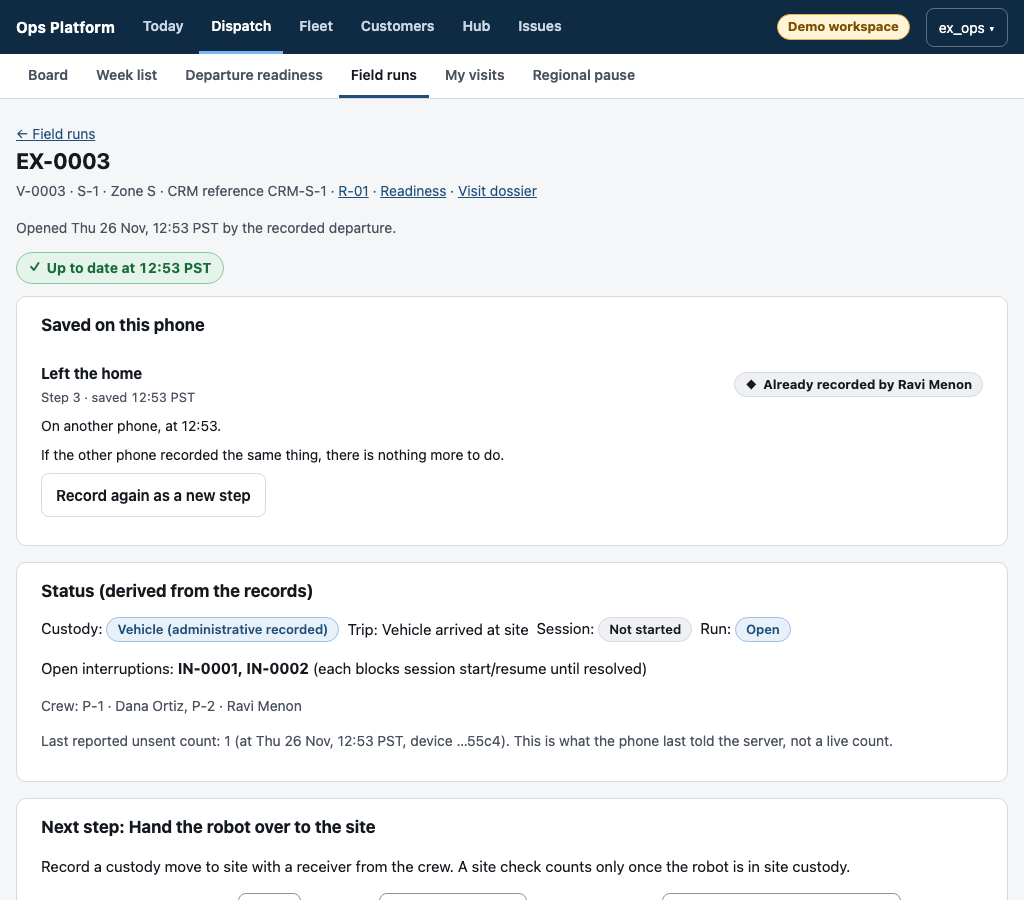 Ops Platform Today Dispatch Fleet Customers Hub Issues Demo workspace ex_ops ▾
Board Week list Departure readiness Field runs My visits Regional pause
← Field runs
EX-0003
V-0003 · S-1 · Zone S · CRM reference CRM-S-1 · R-01 · Readiness · Visit dossier
Opened Thu 26 Nov, 12:53 PST by the recorded departure.
✓ Up to date at 12:53 PST
Saved on this phone
Left the home
◆ Already recorded by Ravi Menon
Step 3 · saved 12:53 PST
On another phone, at 12:53.
If the other phone recorded the same thing, there is nothing more to do.
Record again as a new step
Status (derived from the records)
Custody: Vehicle (administrative recorded) Trip: Vehicle arrived at site Session: Not started Run: Open
Open interruptions: IN-0001, IN-0002 (each blocks session start/resume until resolved)
Crew: P-1 · Dana Ortiz, P-2 · Ravi Menon
Last reported unsent count: 1 (at Thu 26 Nov, 12:53 PST, device …55c4). This is what the phone last told the server, not a live count.
Next step: Hand the robot over to the site
Record a custody move to site with a receiver from the crew. A site check counts only once the robot is in site custody.